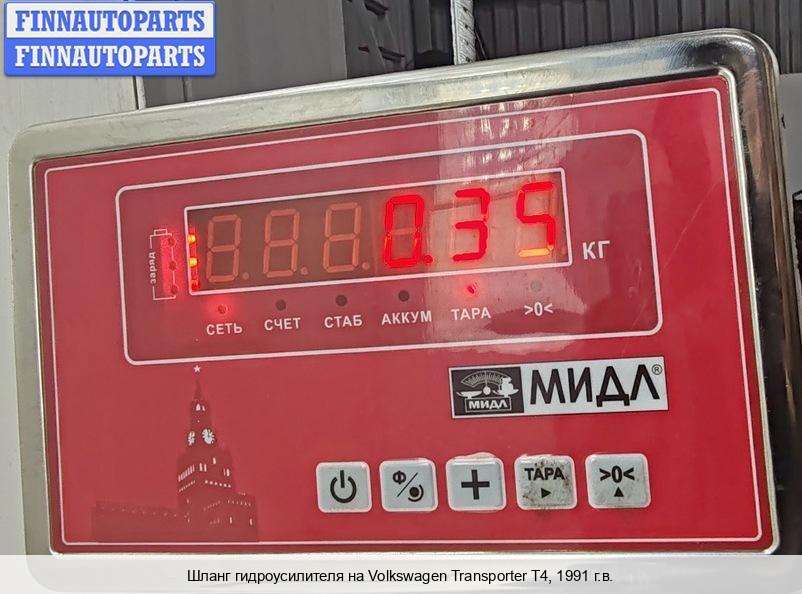 FINNAUTOPARTS
FINNAUTOPARTS
заряд
0.35
КГ
СЕТЬ СЧЕТ СТАБ АККУМ ТАРА >0<
МИДЛ МИДЛ®
Ф ТАРА >0<
Шланг гидроусилителя на Volkswagen Transporter T4, 1991 г.в.